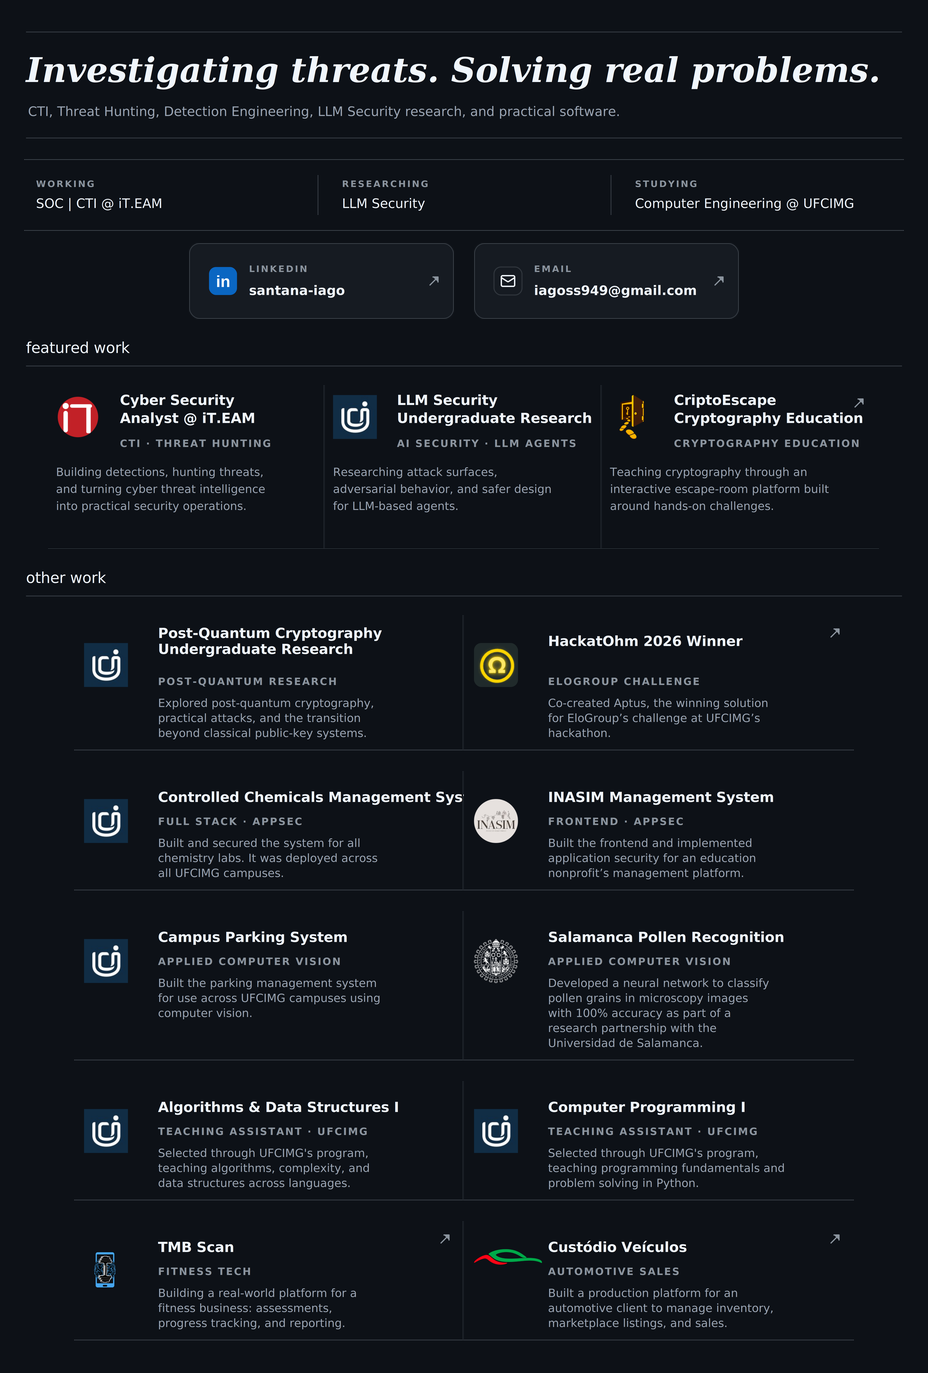 Investigating threats. Solving real problems.
CTI, Threat Hunting, Detection Engineering, LLM Security research, and practical software.
WORKING
SOC | CTI @ iT.EAM
RESEARCHING
LLM Security
STUDYING
Computer Engineering @ UFCIMG
in
LINKEDIN
santana-iago
↗
EMAIL
iagoss949@gmail.com
↗
featured work
iT
Cyber Security
Analyst @ iT.EAM
CTI · THREAT HUNTING
Building detections, hunting threats,
and turning cyber threat intelligence
into practical security operations.
LLM Security
Undergraduate Research
AI SECURITY · LLM AGENTS
Researching attack surfaces,
adversarial behavior, and safer design
for LLM-based agents.
CriptoEscape
Cryptography Education
↗
CRYPTOGRAPHY EDUCATION
Teaching cryptography through an
interactive escape-room platform built
around hands-on challenges.
other work
Post-Quantum Cryptography
Undergraduate Research
POST-QUANTUM RESEARCH
Explored post-quantum cryptography,
practical attacks, and the transition
beyond classical public-key systems.
Ω
HackatOhm 2026 Winner
↗
ELOGROUP CHALLENGE
Co-created Aptus, the winning solution
for EloGroup’s challenge at UFCIMG’s
hackathon.
Controlled Chemicals Management Sys
FULL STACK · APPSEC
Built and secured the system for all
chemistry labs. It was deployed across
all UFCIMG campuses.
INASIM
INASIM Management System
FRONTEND · APPSEC
Built the frontend and implemented
application security for an education
nonprofit’s management platform.
Campus Parking System
APPLIED COMPUTER VISION
Built the parking management system
for use across UFCIMG campuses using
computer vision.
Salamanca Pollen Recognition
APPLIED COMPUTER VISION
Developed a neural network to classify
pollen grains in microscopy images
with 100% accuracy as part of a
research partnership with the
Universidad de Salamanca.
Algorithms & Data Structures I
TEACHING ASSISTANT · UFCIMG
Selected through UFCIMG's program,
teaching algorithms, complexity, and
data structures across languages.
Computer Programming I
TEACHING ASSISTANT · UFCIMG
Selected through UFCIMG's program,
teaching programming fundamentals and
problem solving in Python.
TMB Scan
↗
FITNESS TECH
Building a real-world platform for a
fitness business: assessments,
progress tracking, and reporting.
Custódio Veículos
↗
AUTOMOTIVE SALES
Built a production platform for an
automotive client to manage inventory,
marketplace listings, and sales.